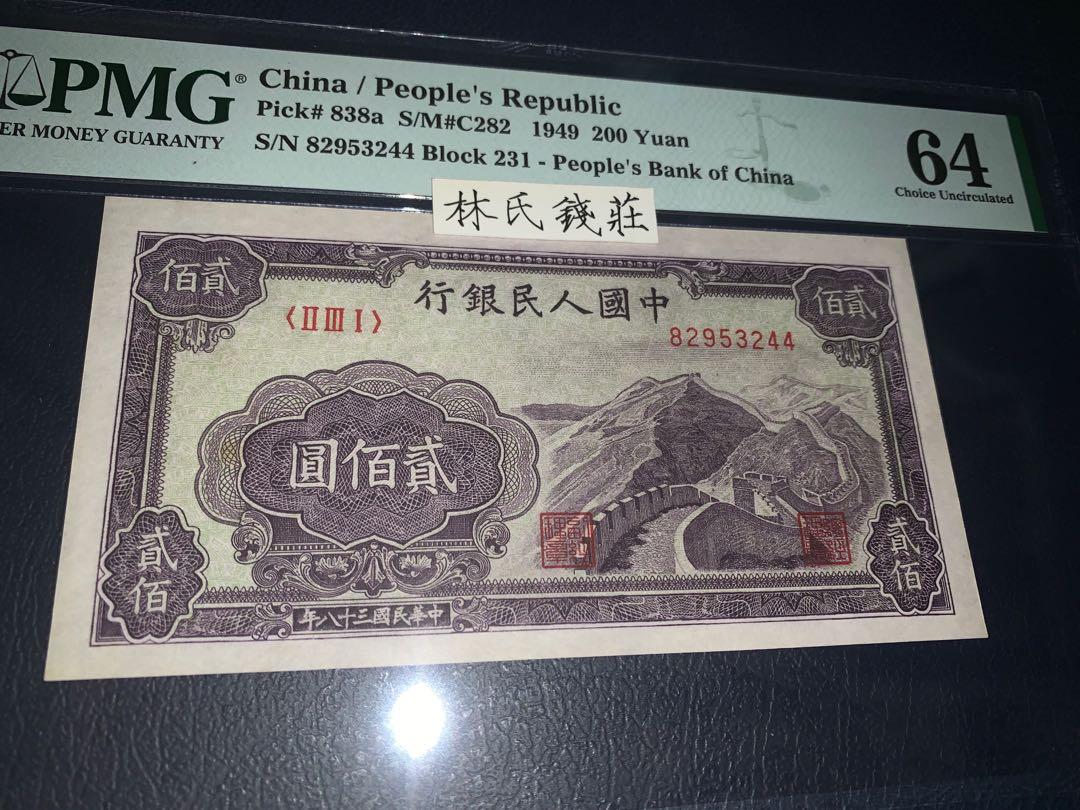 PMG®
ER MONEY GUARANTY
China / People's Republic
Pick# 838a S/M#C282 1949 200 Yuan
S/N 82953244 Block 231 - People's Bank of China
64
Choice Uncirculated
林氏錢莊
佰貳
行銀民人國中
佰貳
〈II III I〉
82953244
圓佰貳
貳佰
貳佰
年八十三國民華中